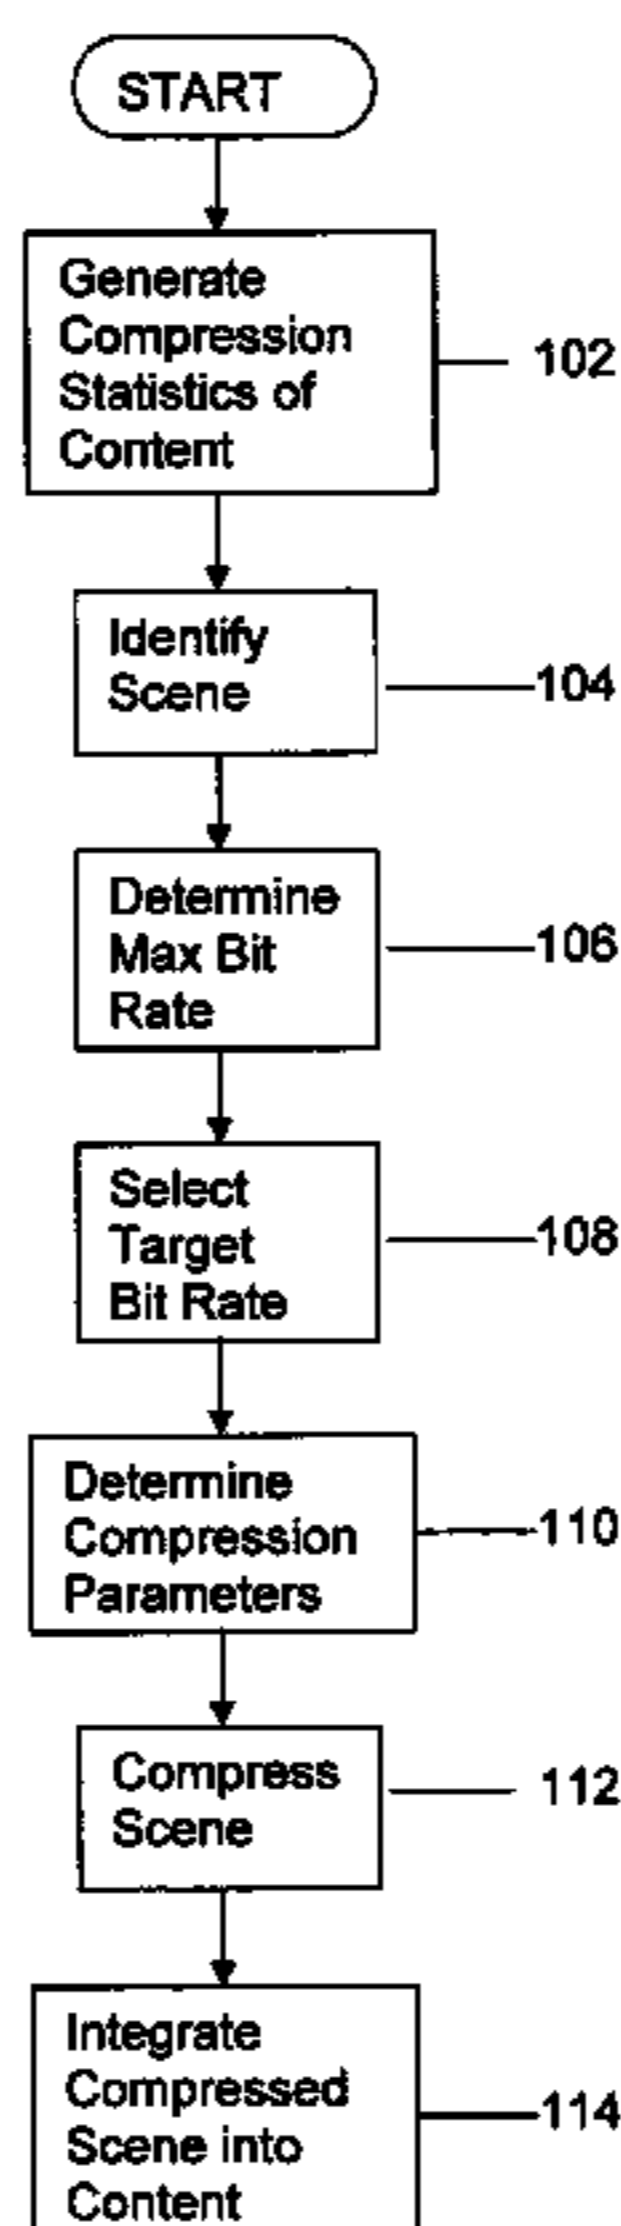 START
Generate
Compression
Statistics of
Content
102
Identify
Scene
104
Determine
Max Bit
Rate
106
Select
Target
Bit Rate
108
Determine
Compression
Parameters
110
Compress
Scene
112
Integrate
Compressed
Scene into
Content
114